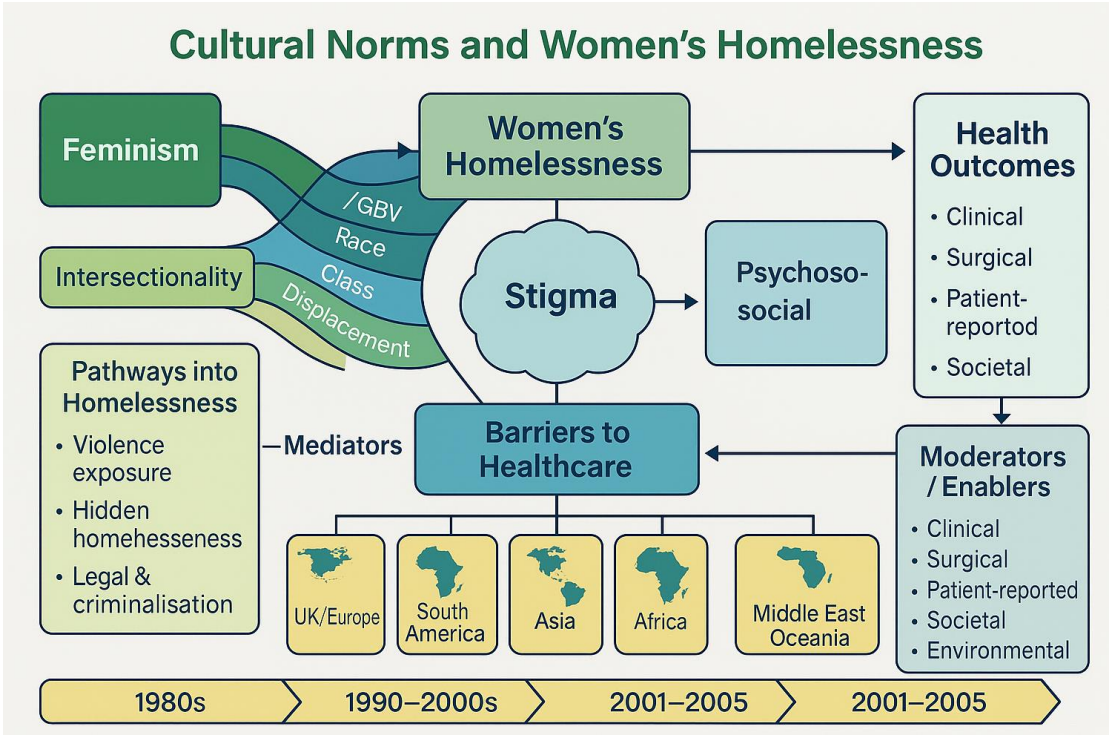 Cultural Norms and Women's Homelessness
Feminism
Intersectionality
/GBV
Race
Class
Displacement
Women's
Homelessness
Stigma
Psychoso-
social
Health
Outcomes
• Clinical
• Surgical
• Patient-
reportod
• Societal
Pathways into
Homelessness
• Violence
exposure
• Hidden
homehesseness
• Legal &
criminalisation
—Mediators
Barriers to
Healthcare
Moderators
/ Enablers
• Clinical
• Surgical
• Patient-reported
• Societal
• Environmental
UK/Europe
South
America
Asia
Africa
Middle East
Oceania
1980s
1990–2000s
2001–2005
2001–2005